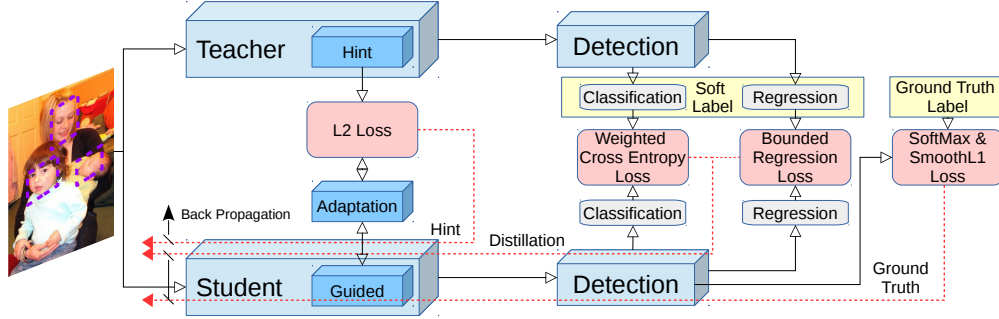 Teacher
Hint
Detection
Classification
Soft
Label
Regression
Ground Truth
Label
L2 Loss
Weighted
Cross Entropy
Loss
Bounded
Regression
Loss
SoftMax &
SmoothL1
Loss
Adaptation
Classification
Regression
Back Propagation
Hint
Distillation
Student
Guided
Detection
Ground
Truth